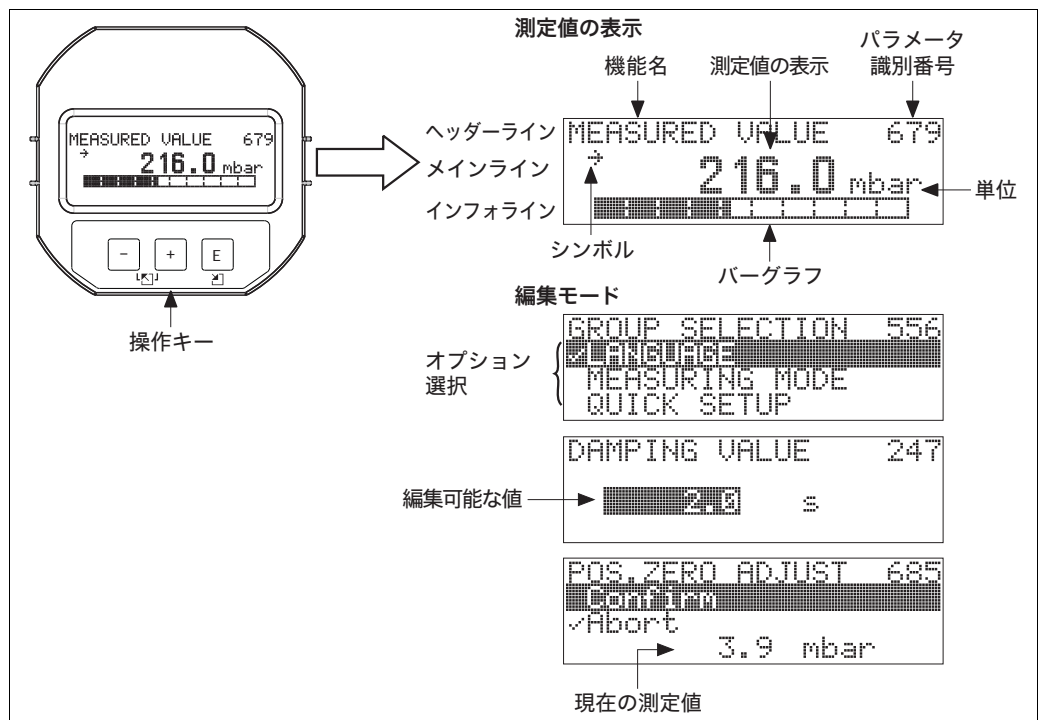 測定値の表示
機能名
測定値の表示
パラメータ
識別番号
MEASURED VALUE 679
216.0 mbar
- + E
操作キー
ヘッダーライン
メインライン
インフォライン
MEASURED VALUE 679
216.0 mbar
単位
シンボル
バーグラフ
編集モード
オプション
選択
GROUP SELECTION 556
✓LANGUAGE
MEASURING MODE
QUICK SETUP
DAMPING VALUE 247
編集可能な値
2.0 s
POS.ZERO ADJUST 685
Confirm
✓Abort
3.9 mbar
現在の測定値